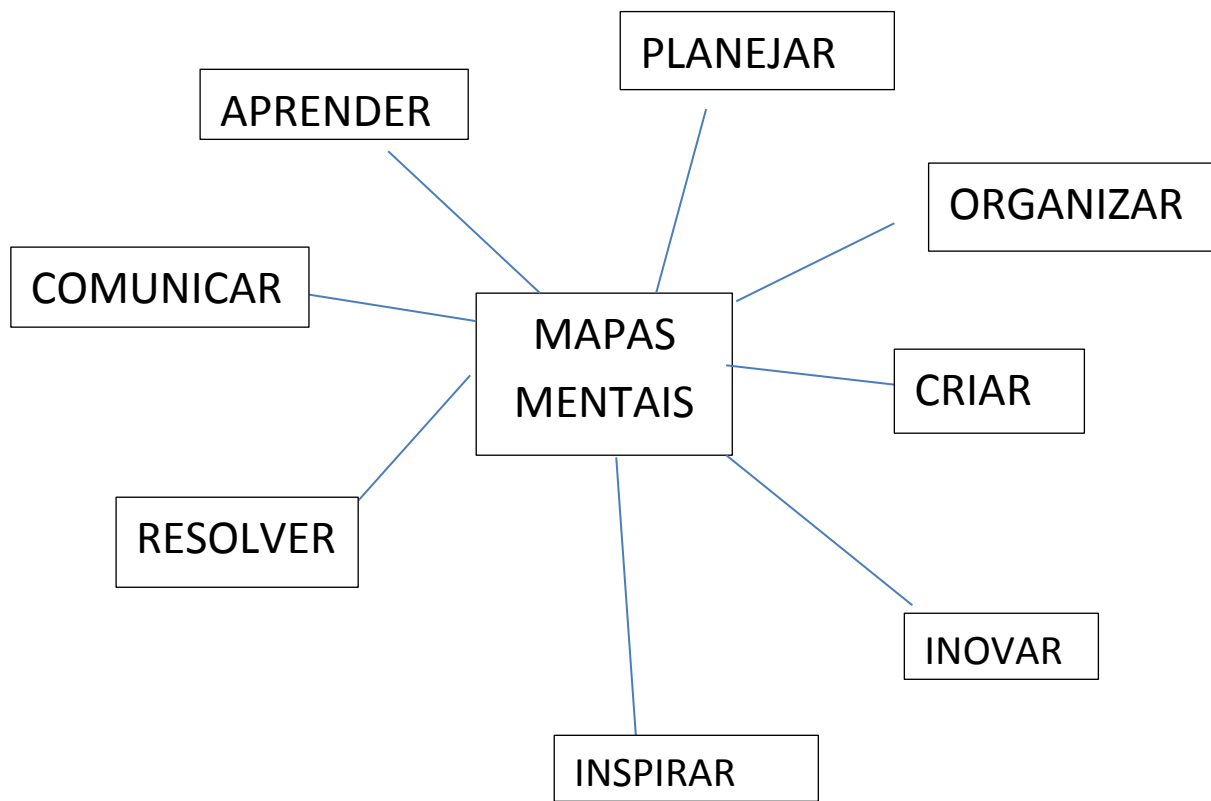 PLANEJAR
APRENDER
ORGANIZAR
COMUNICAR
MAPAS
MENTAIS
CRIAR
RESOLVER
INOVAR
INSPIRAR